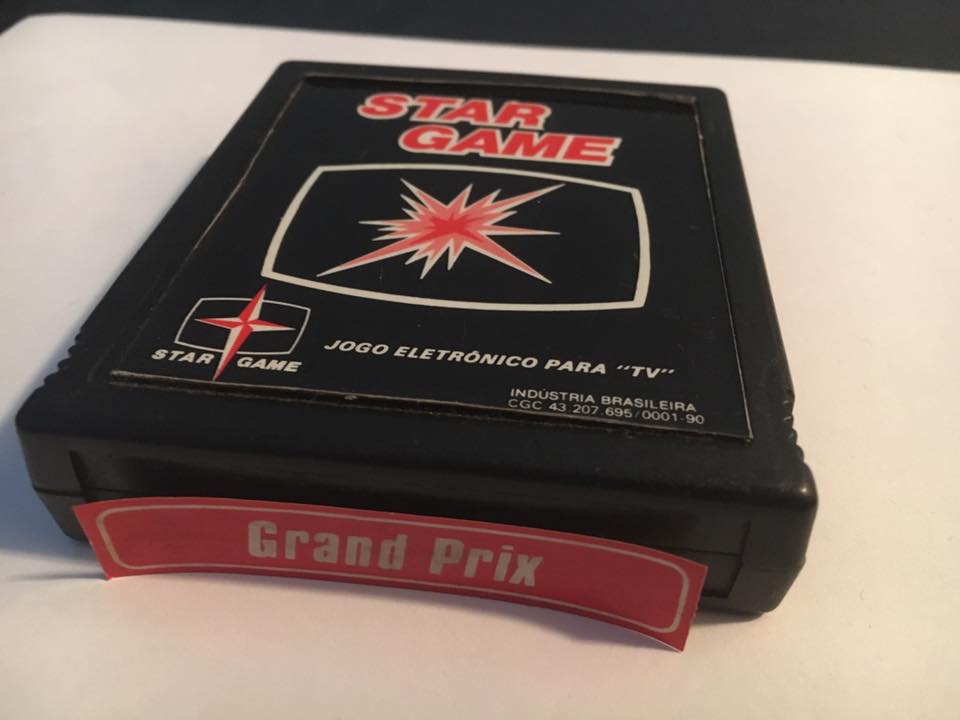 STAR
GAME
STAR GAME
JOGO ELETRÔNICO PARA "TV"
INDÚSTRIA BRASILEIRA
CGC 43.207.695/0001-90
Grand Prix